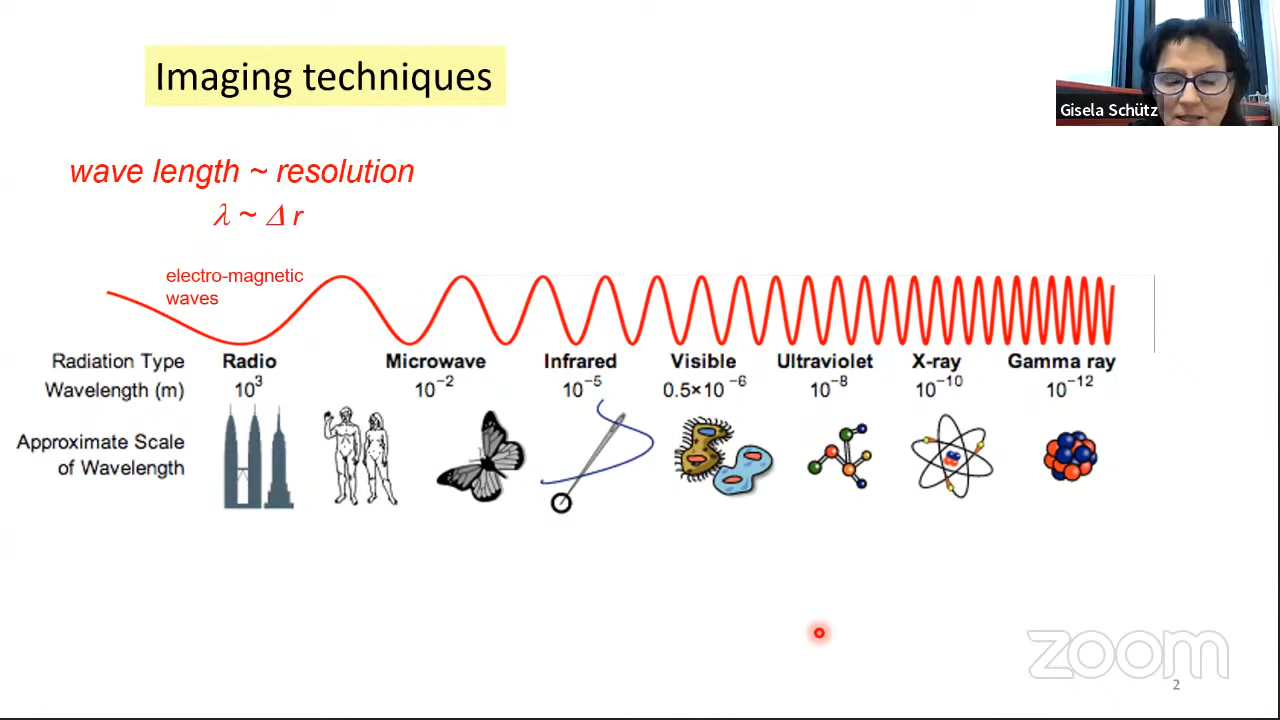 Imaging techniques
Gisela Schütz
wave length ~ resolution
λ ~ Δ r
electro-magnetic
waves
Radiation Type Radio Microwave Infrared Visible Ultraviolet X-ray Gamma ray
Wavelength (m) 10³ 10⁻² 10⁻⁵ 0.5×10⁻⁶ 10⁻⁸ 10⁻¹⁰ 10⁻¹²
Approximate Scale
of Wavelength
zoom
2